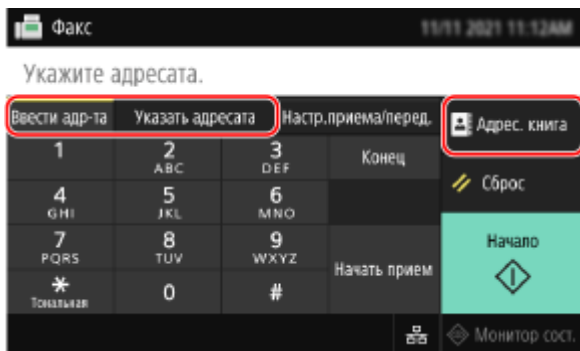 Факс 11/11 2021 11:12AM
Укажите адресата.
Ввести адр-та Указать адресата Настр.приема/перед. Адрес. книга
1 2 3 Конец
ABC DEF
Сброс
4 5 6
GHI JKL MNO
7 8 9 Начало
PQRS TUV WXYZ
Начать прием
* 0 #
Тональная
Монитор сост.